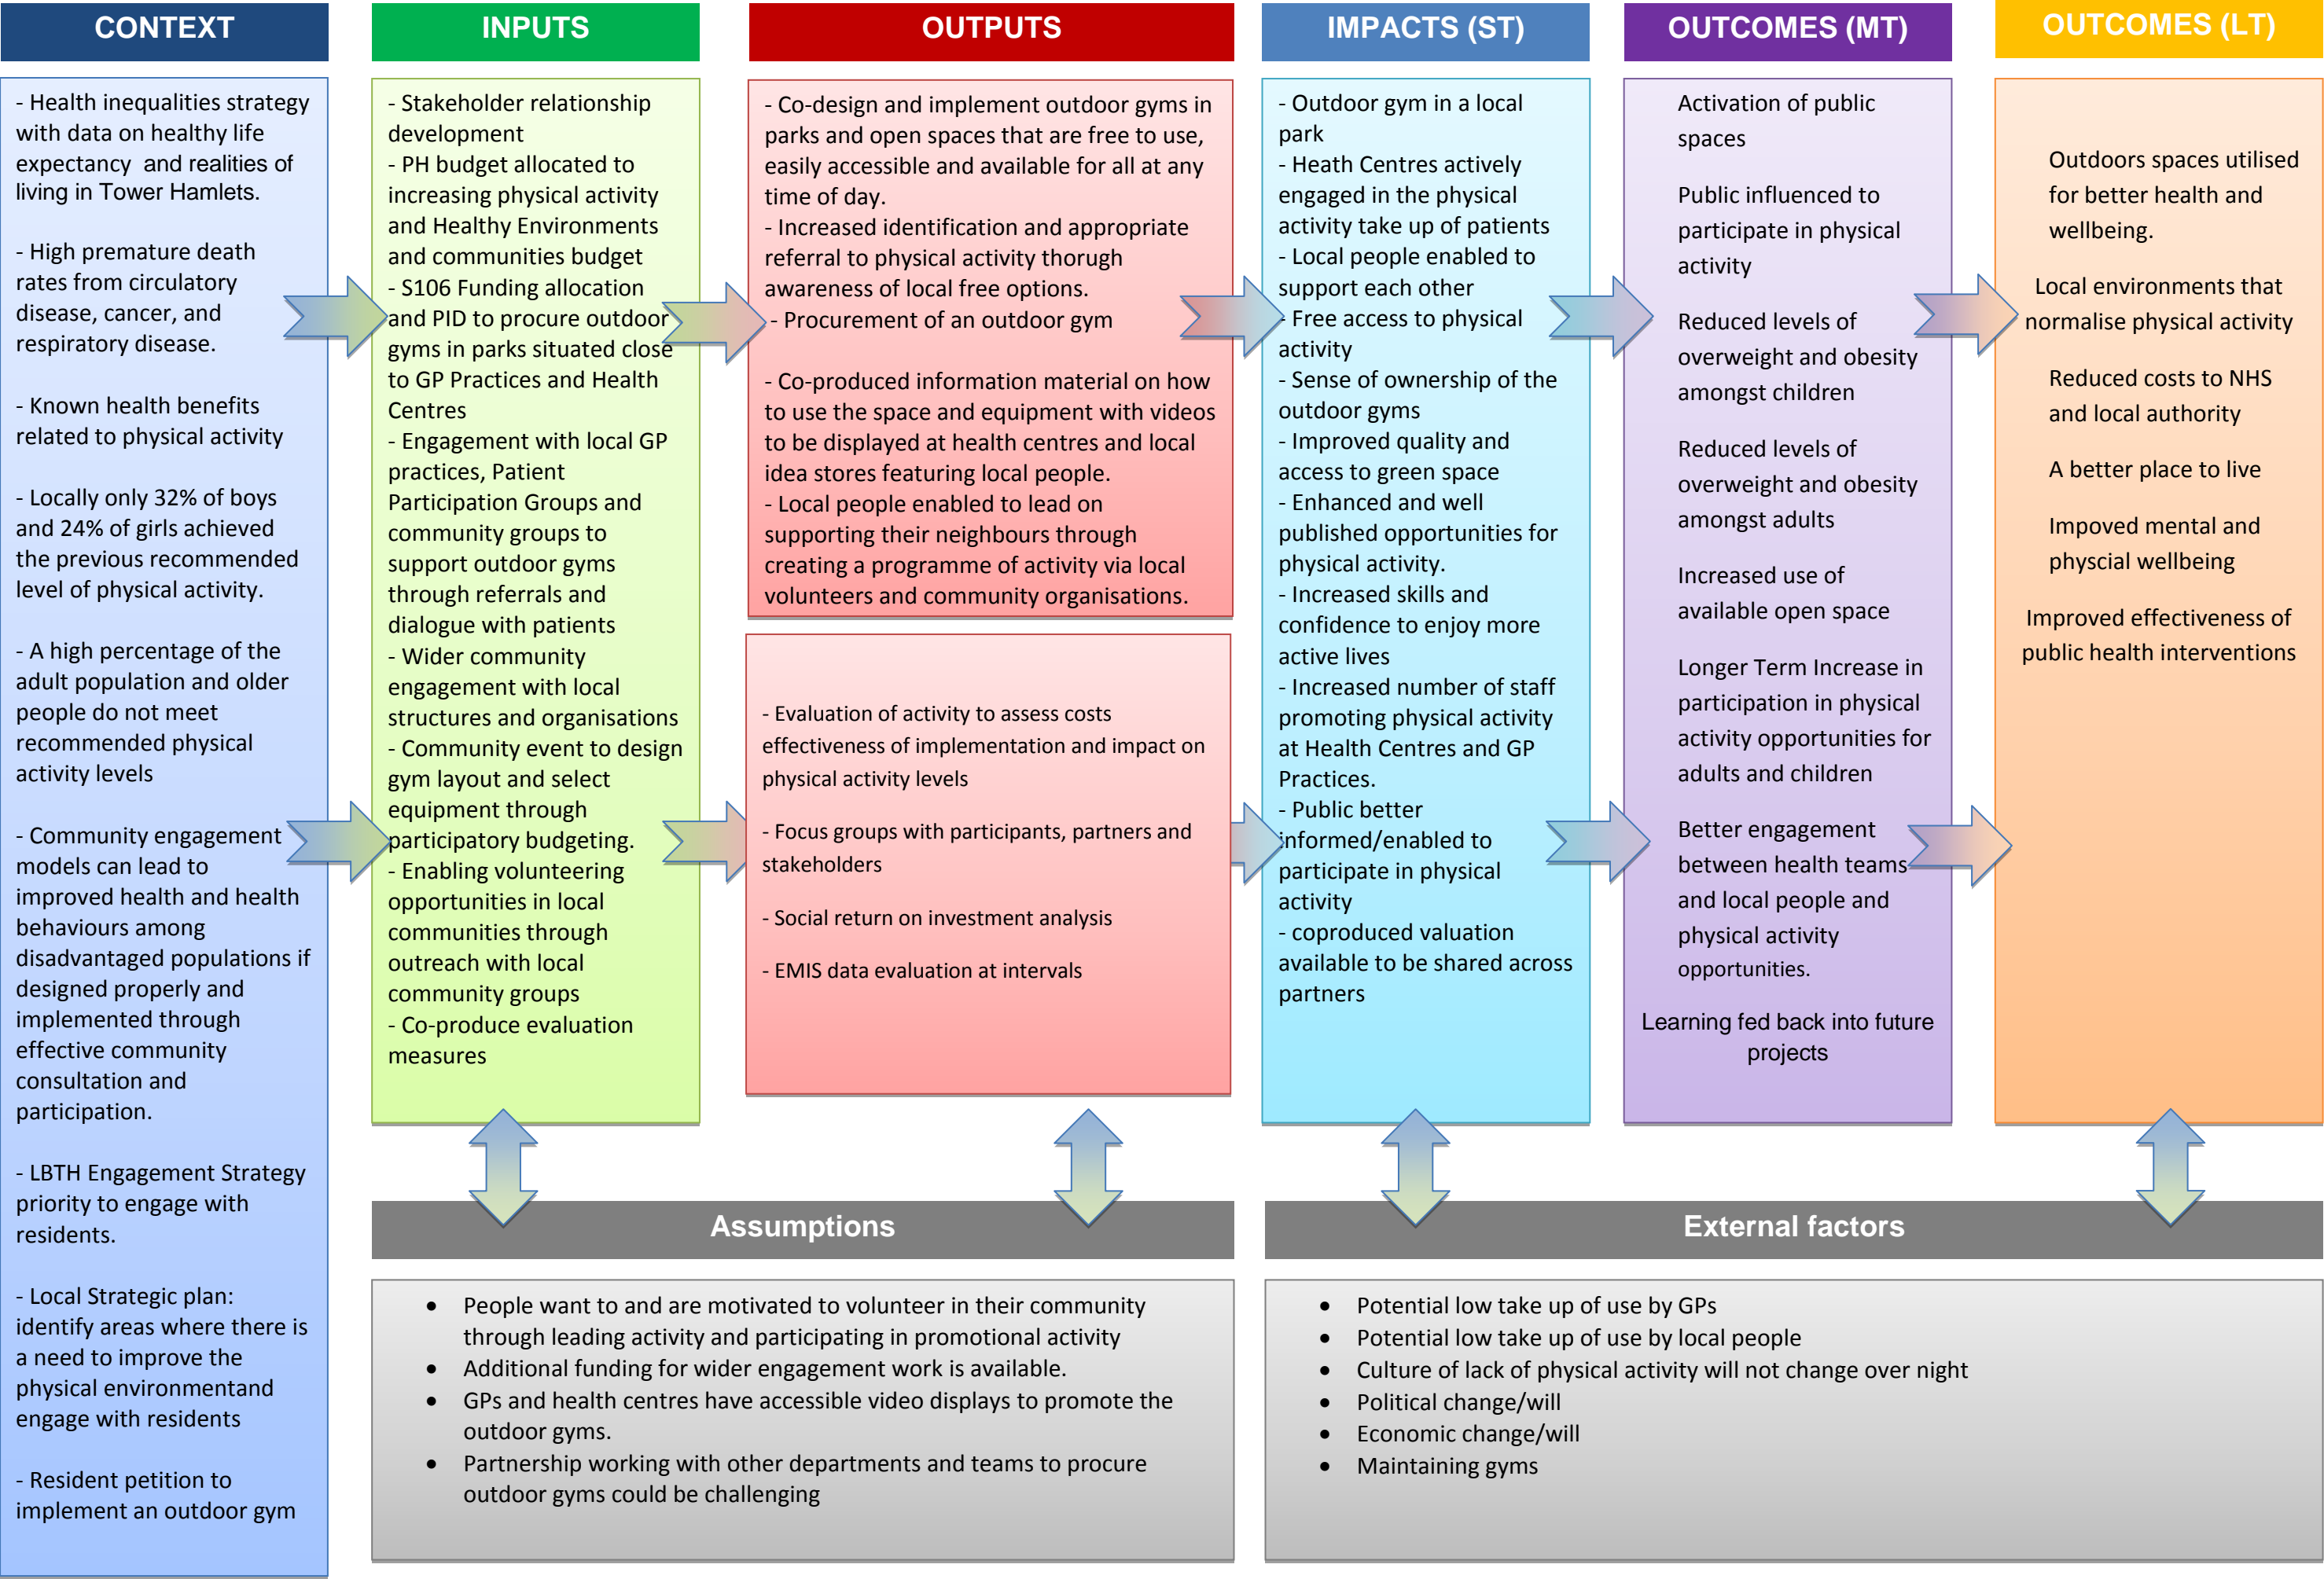 CONTEXT
- Health inequalities strategy
with data on healthy life
expectancy and realities of
living in Tower Hamlets.
- High premature death
rates from circulatory
disease, cancer, and
respiratory disease.
- Known health benefits
related to physical activity
- Locally only 32% of boys
and 24% of girls achieved
the previous recommended
level of physical activity.
- A high percentage of the
adult population and older
people do not meet
recommended physical
activity levels
- Community engagement
models can lead to
improved health and health
behaviours among
disadvantaged populations if
designed properly and
implemented through
effective community
consultation and
participation.
- LBTH Engagement Strategy
priority to engage with
residents.
- Local Strategic plan:
identify areas where there is
a need to improve the
physical environmentand
engage with residents
- Resident petition to
implement an outdoor gym
INPUTS
- Stakeholder relationship
development
- PH budget allocated to
increasing physical activity
and Healthy Environments
and communities budget
- S106 Funding allocation
and PID to procure outdoor
gyms in parks situated close
to GP Practices and Health
Centres
- Engagement with local GP
practices, Patient
Participation Groups and
community groups to
support outdoor gyms
through referrals and
dialogue with patients
- Wider community
engagement with local
structures and organisations
- Community event to design
gym layout and select
equipment through
participatory budgeting.
- Enabling volunteering
opportunities in local
communities through
outreach with local
community groups
- Co-produce evaluation
measures
OUTPUTS
- Co-design and implement outdoor gyms in
parks and open spaces that are free to use,
easily accessible and available for all at any
time of day.
- Increased identification and appropriate
referral to physical activity thorugh
awareness of local free options.
- Procurement of an outdoor gym
- Co-produced information material on how
to use the space and equipment with videos
to be displayed at health centres and local
idea stores featuring local people.
- Local people enabled to lead on
supporting their neighbours through
creating a programme of activity via local
volunteers and community organisations.
- Evaluation of activity to assess costs
effectiveness of implementation and impact on
physical activity levels
- Focus groups with participants, partners and
stakeholders
- Social return on investment analysis
- EMIS data evaluation at intervals
IMPACTS (ST)
- Outdoor gym in a local
park
- Heath Centres actively
engaged in the physical
activity take up of patients
- Local people enabled to
support each other
- Free access to physical
activity
- Sense of ownership of the
outdoor gyms
- Improved quality and
access to green space
- Enhanced and well
published opportunities for
physical activity.
- Increased skills and
confidence to enjoy more
active lives
- Increased number of staff
promoting physical activity
at Health Centres and GP
Practices.
- Public better
informed/enabled to
participate in physical
activity
- coproduced valuation
available to be shared across
partners
OUTCOMES (MT)
Activation of public
spaces
Public influenced to
participate in physical
activity
Reduced levels of
overweight and obesity
amongst children
Reduced levels of
overweight and obesity
amongst adults
Increased use of
available open space
Longer Term Increase in
participation in physical
activity opportunities for
adults and children
Better engagement
between health teams
and local people and
physical activity
opportunities.
Learning fed back into future
projects
OUTCOMES (LT)
Outdoors spaces utilised
for better health and
wellbeing.
Local environments that
normalise physical activity
Reduced costs to NHS
and local authority
A better place to live
Impoved mental and
physcial wellbeing
Improved effectiveness of
public health interventions
Assumptions
• People want to and are motivated to volunteer in their community
through leading activity and participating in promotional activity
• Additional funding for wider engagement work is available.
• GPs and health centres have accessible video displays to promote the
outdoor gyms.
• Partnership working with other departments and teams to procure
outdoor gyms could be challenging
External factors
• Potential low take up of use by GPs
• Potential low take up of use by local people
• Culture of lack of physical activity will not change over night
• Political change/will
• Economic change/will
• Maintaining gyms